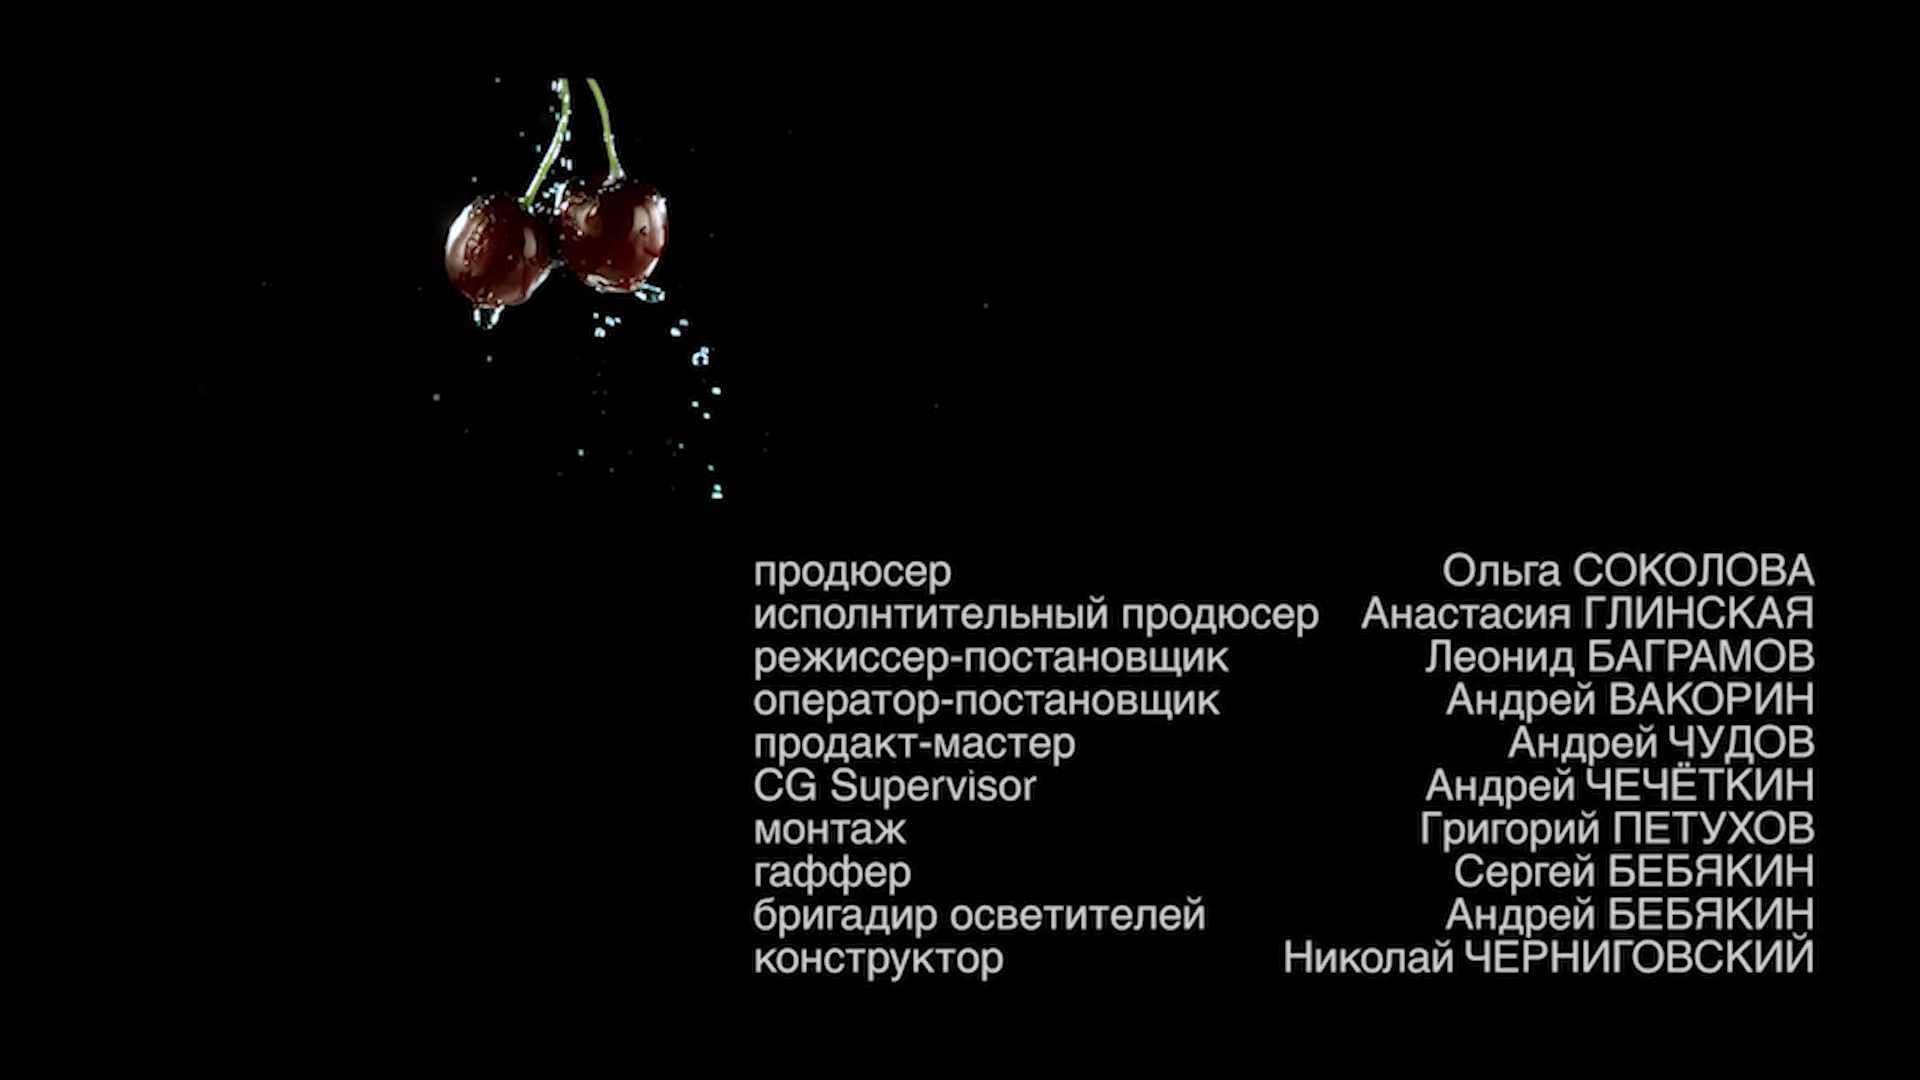 продюсер Ольга СОКОЛОВА
исполнтительный продюсер Анастасия ГЛИНСКАЯ
режиссер-постановщик Леонид БАГРАМОВ
оператор-постановщик Андрей ВАКОРИН
продакт-мастер Андрей ЧУДОВ
CG Supervisor Андрей ЧЕЧЁТКИН
монтаж Григорий ПЕТУХОВ
гаффер Сергей БЕБЯКИН
бригадир осветителей Андрей БЕБЯКИН
конструктор Николай ЧЕРНИГОВСКИЙ